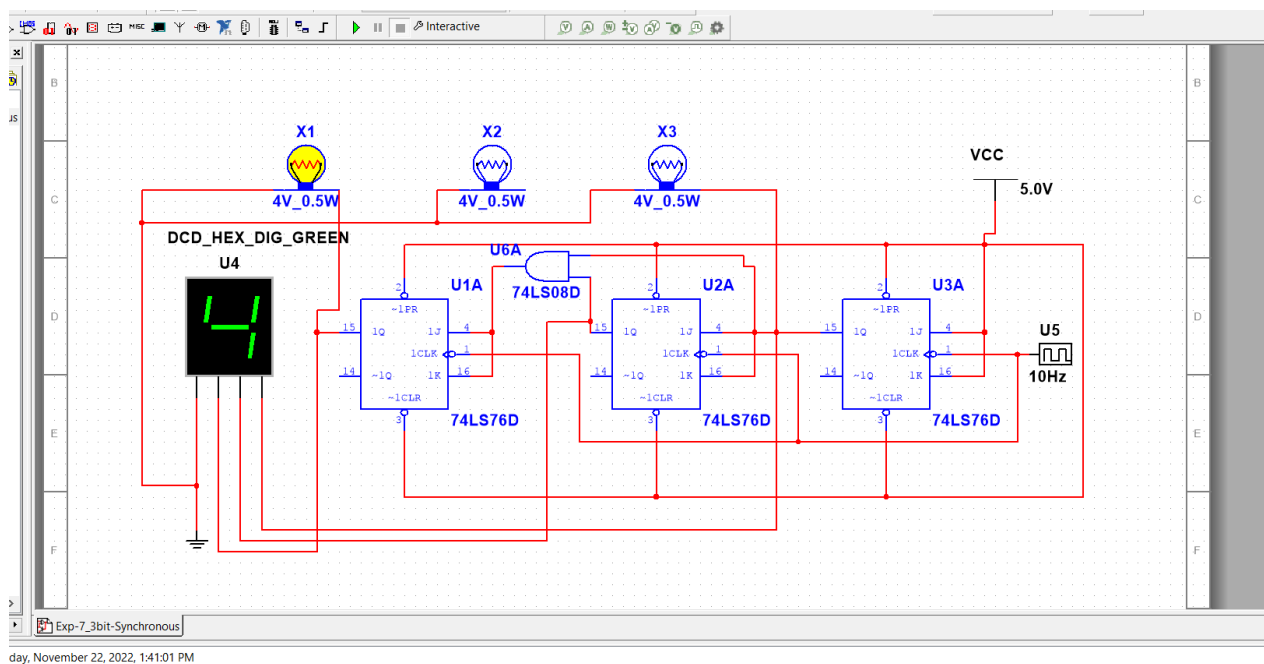 MISC
Interactive
B
B
us
X1
X2
X3
VCC
C
5.0V
C
4V_0.5W
4V_0.5W
4V_0.5W
DCD_HEX_DIG_GREEN
U4
U6A
74LS08D
U1A
U2A
U3A
2
2
2
~1PR
~1PR
~1PR
D
D
U5
15 1Q 1J 4
15 1Q 1J 4
15 1Q 1J 4
1CLK 1
1CLK 1
1CLK 1
14 ~1Q 1K 16
14 ~1Q 1K 16
14 ~1Q 1K 16
10Hz
~1CLR
~1CLR
~1CLR
3
3
3
74LS76D
74LS76D
74LS76D
4
E
E
F
F
Exp-7_3bit-Synchronous
day, November 22, 2022, 1:41:01 PM